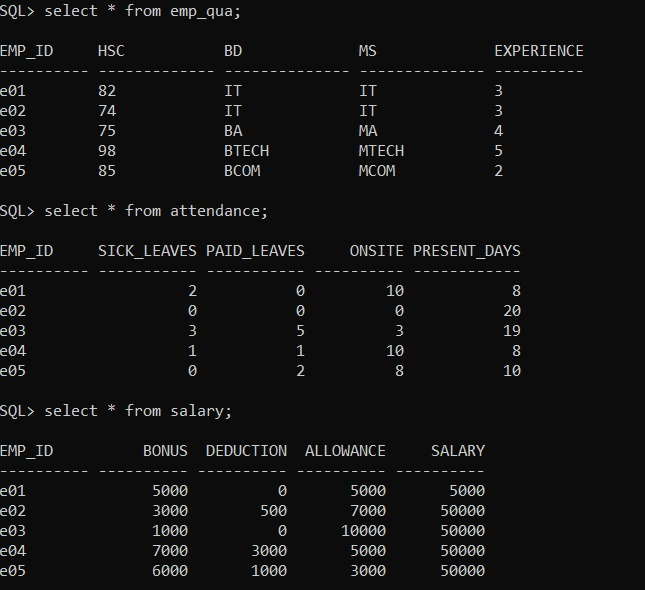 SQL> select * from emp_qua;
EMP_ID     HSC           BD             MS             EXPERIENCE
---------- ------------- -------------- -------------- ----------
e01        82            IT             IT             3
e02        74            IT             IT             3
e03        75            BA             MA             4
e04        98            BTECH          MTECH          5
e05        85            BCOM           MCOM           2
SQL> select * from attendance;
EMP_ID     SICK_LEAVES PAID_LEAVES     ONSITE PRESENT_DAYS
---------- ----------- ----------- ---------- ------------
e01                  2           0         10            8
e02                  0           0          0           20
e03                  3           5          3           19
e04                  1           1         10            8
e05                  0           2          8           10
SQL> select * from salary;
EMP_ID          BONUS  DEDUCTION  ALLOWANCE     SALARY
---------- ---------- ---------- ---------- ----------
e01              5000          0       5000       5000
e02              3000        500       7000      50000
e03              1000          0      10000      50000
e04              7000       3000       5000      50000
e05              6000       1000       3000      50000